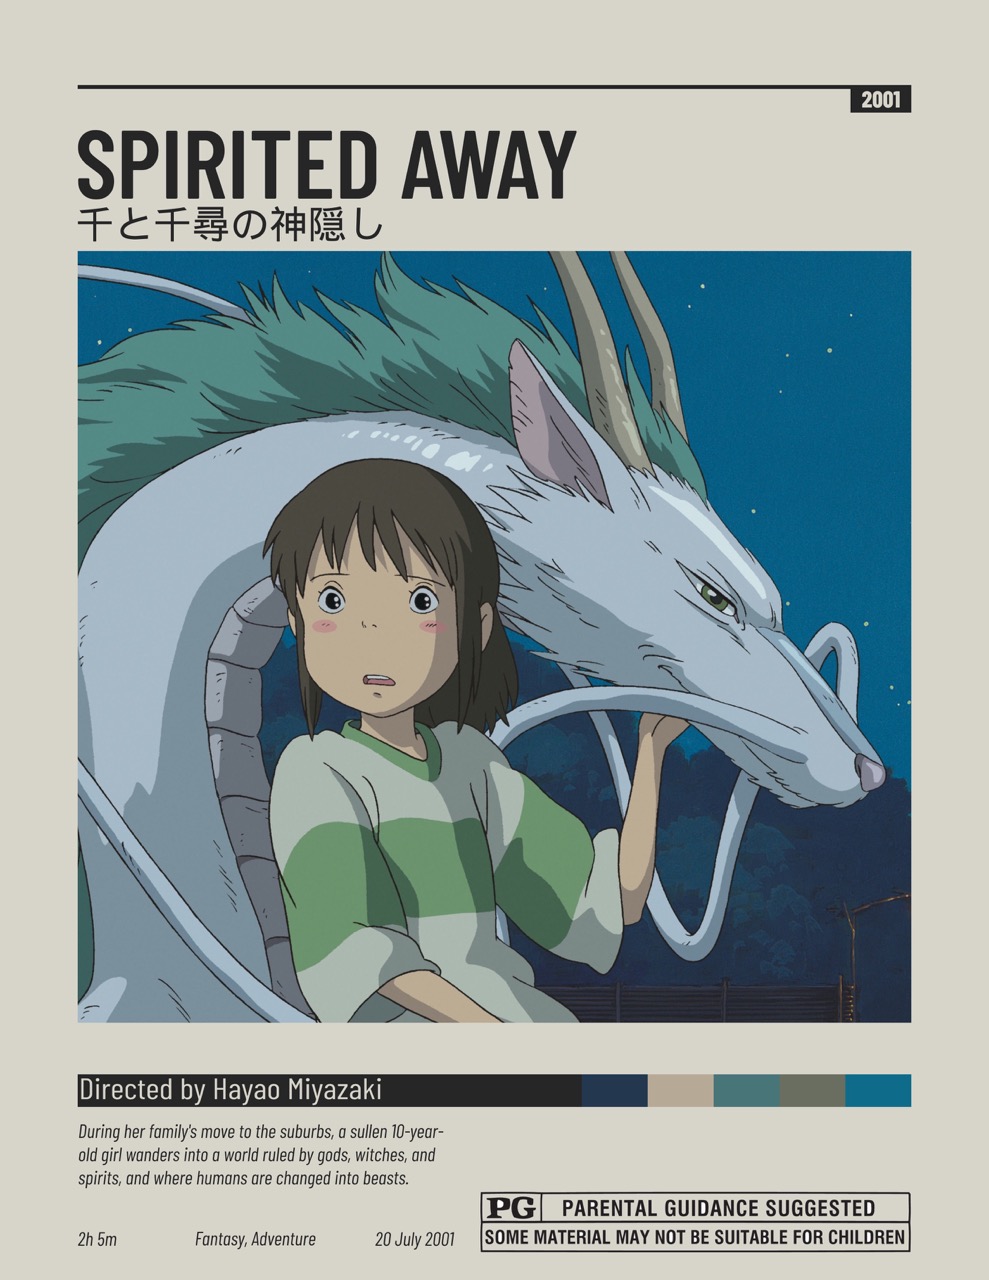 2001
SPIRITED AWAY
千と千尋の神隠し
Directed by Hayao Miyazaki
During her family's move to the suburbs, a sullen 10-year-
old girl wanders into a world ruled by gods, witches, and
spirits, and where humans are changed into beasts.
2h 5m Fantasy, Adventure 20 July 2001
PG PARENTAL GUIDANCE SUGGESTED
SOME MATERIAL MAY NOT BE SUITABLE FOR CHILDREN